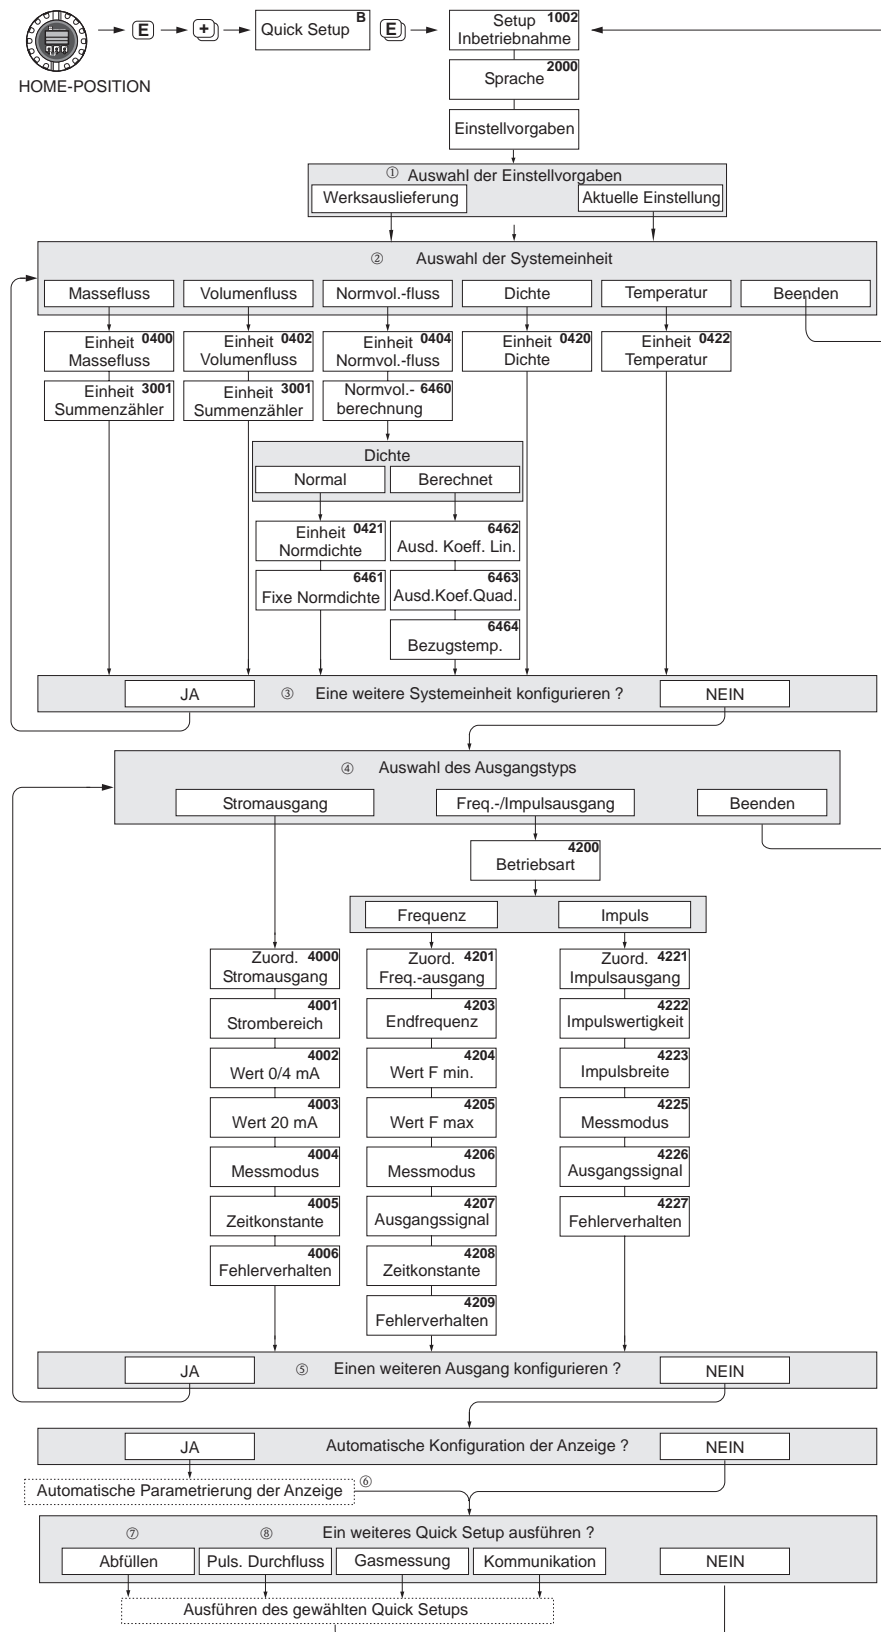 HOME-POSITION
E
+
Quick Setup B
E
Setup 1002
Inbetriebnahme
Sprache 2000
Einstellvorgaben
① Auswahl der Einstellvorgaben
Werksauslieferung
Aktuelle Einstellung
② Auswahl der Systemeinheit
Massefluss
Volumenfluss
Normvol.-fluss
Dichte
Temperatur
Beenden
Einheit 0400
Massefluss
Einheit 0402
Volumenfluss
Einheit 0404
Normvol.-fluss
Einheit 0420
Dichte
Einheit 0422
Temperatur
Einheit 3001
Summenzähler
Einheit 3001
Summenzähler
Normvol.- 6460
berechnung
Dichte
Normal
Berechnet
Einheit 0421
Normdichte
6462
Ausd. Koeff. Lin.
6461
Fixe Normdichte
6463
Ausd.Koef.Quad.
6464
Bezugstemp.
JA
③ Eine weitere Systemeinheit konfigurieren ?
NEIN
④ Auswahl des Ausgangstyps
Stromausgang
Freq.-/Impulsausgang
Beenden
4200
Betriebsart
Frequenz
Impuls
Zuord. 4000
Stromausgang
Zuord. 4201
Freq.-ausgang
Zuord. 4221
Impulsausgang
4001
Strombereich
4203
Endfrequenz
4222
Impulswertigkeit
4002
Wert 0/4 mA
4204
Wert F min.
4223
Impulsbreite
4003
Wert 20 mA
4205
Wert F max
4225
Messmodus
4004
Messmodus
4206
Messmodus
4226
Ausgangssignal
4005
Zeitkonstante
4207
Ausgangssignal
4227
Fehlerverhalten
4006
Fehlerverhalten
4208
Zeitkonstante
4209
Fehlerverhalten
JA
⑤ Einen weiteren Ausgang konfigurieren ?
NEIN
JA
Automatische Konfiguration der Anzeige ?
NEIN
Automatische Parametrierung der Anzeige ⑥
⑦ ⑧ Ein weiteres Quick Setup ausführen ?
Abfüllen
Puls. Durchfluss
Gasmessung
Kommunikation
NEIN
Ausführen des gewählten Quick Setups